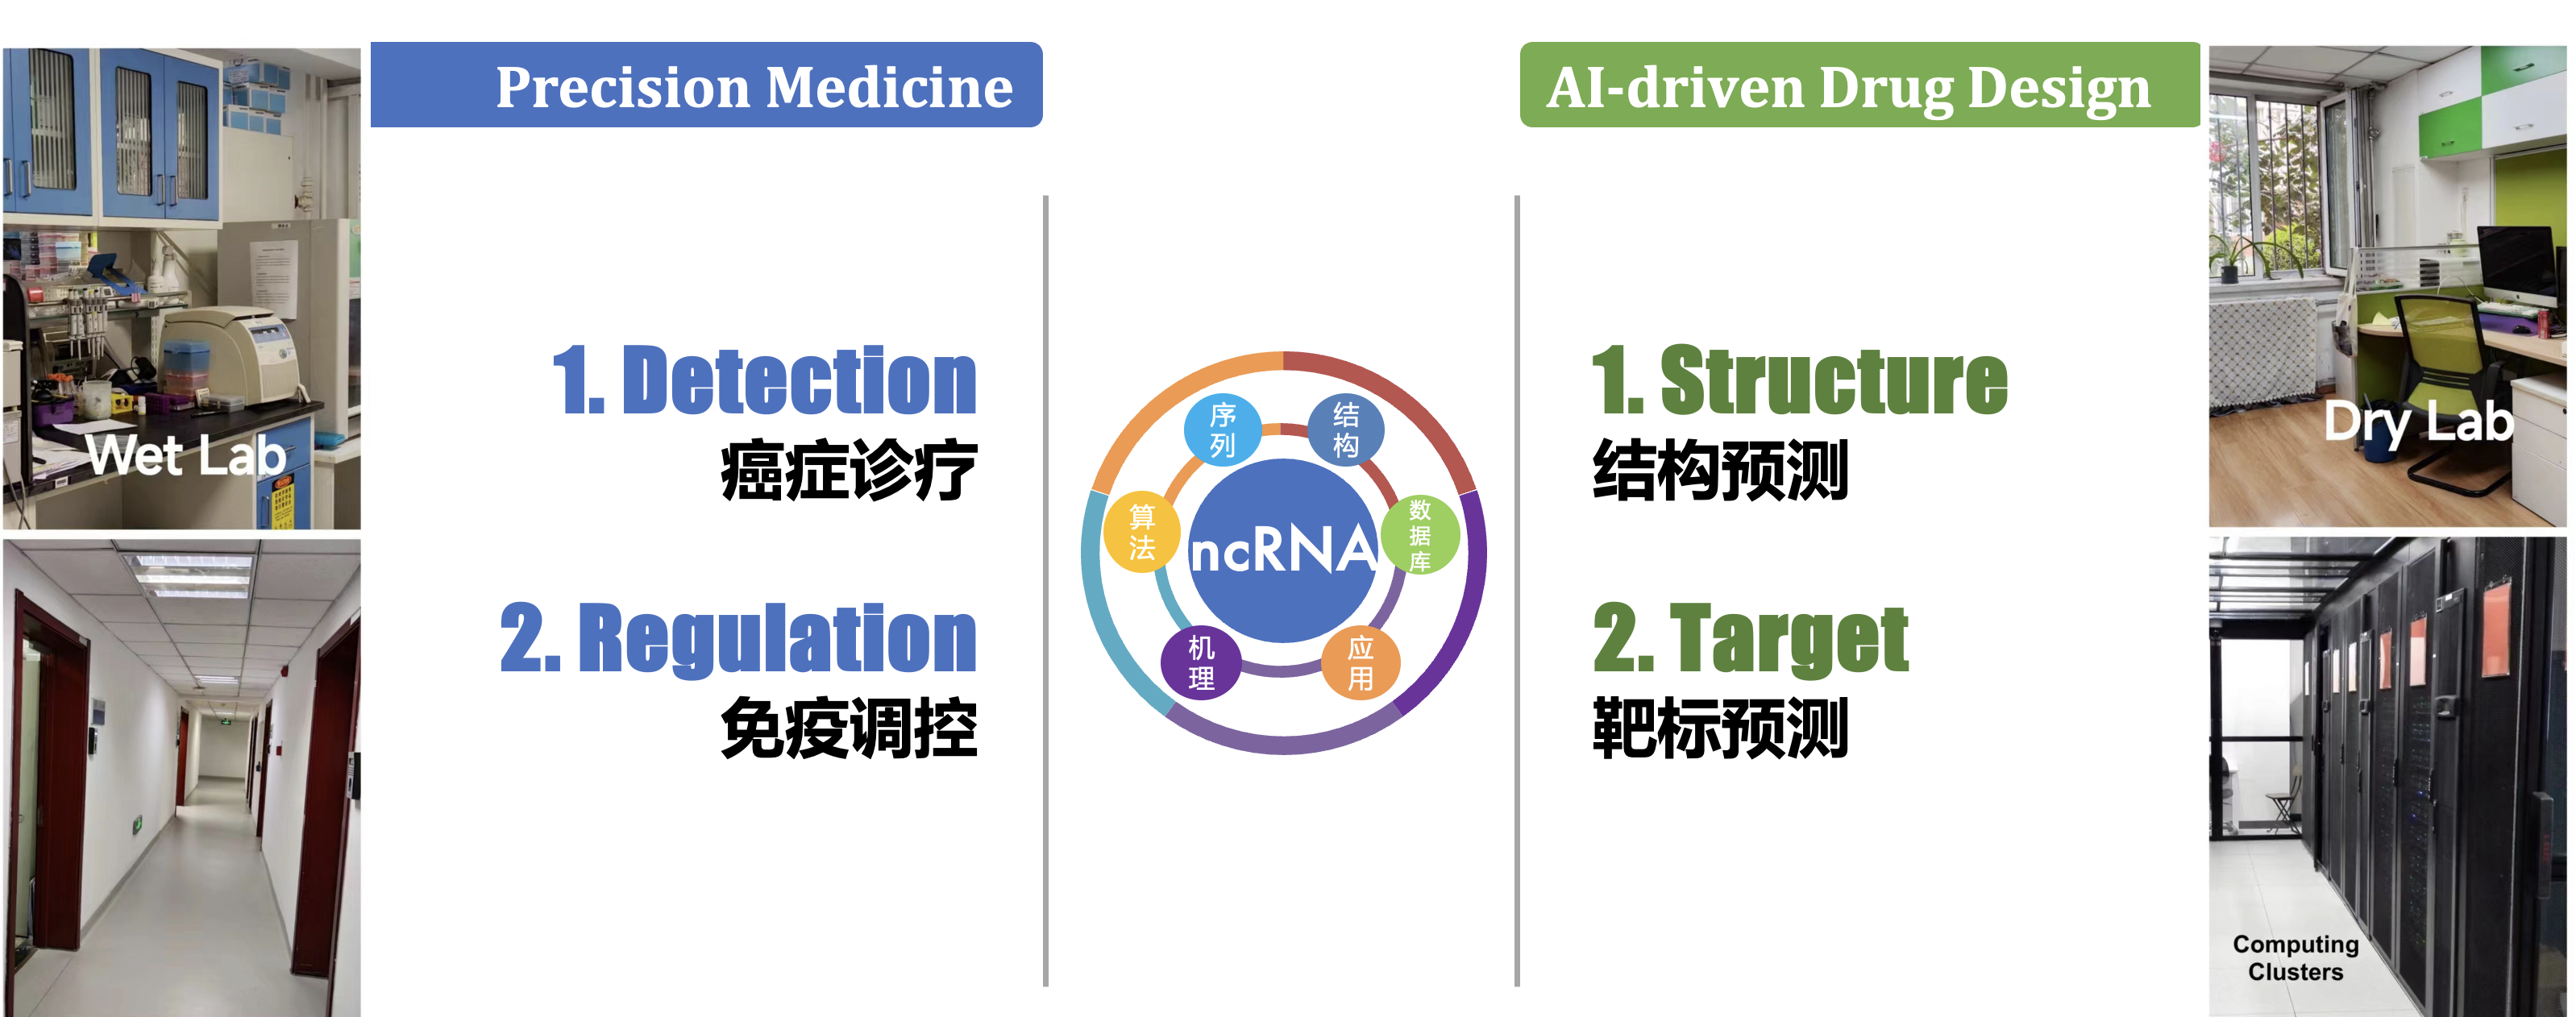 Precision Medicine
AI-driven Drug Design
Wet Lab
1. Detection
癌症诊疗
2. Regulation
免疫调控
序
列
结
构
算
法
数
据
库
ncRNA
机
理
应
用
1. Structure
结构预测
2. Target
靶标预测
Dry Lab
Computing
Clusters